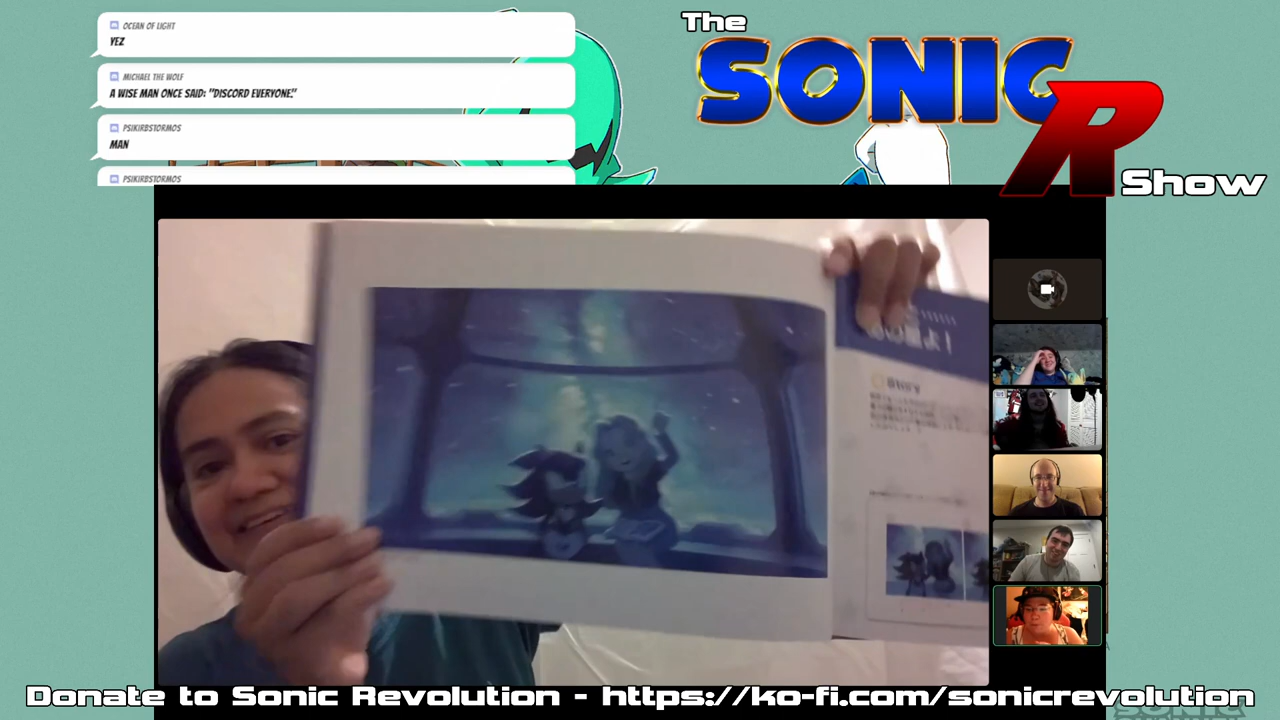 OCEAN OF LIGHT
YEZ
MICHAEL THE WOLF
A WISE MAN ONCE SAID: "DISCORD EVERYONE."
PSIKIRBSTORMOS
MAN
PSIKIRBSTORMOS
The
SONIC
R
Show
Donate to Sonic Revolution - https://ko-fi.com/sonicrevolution